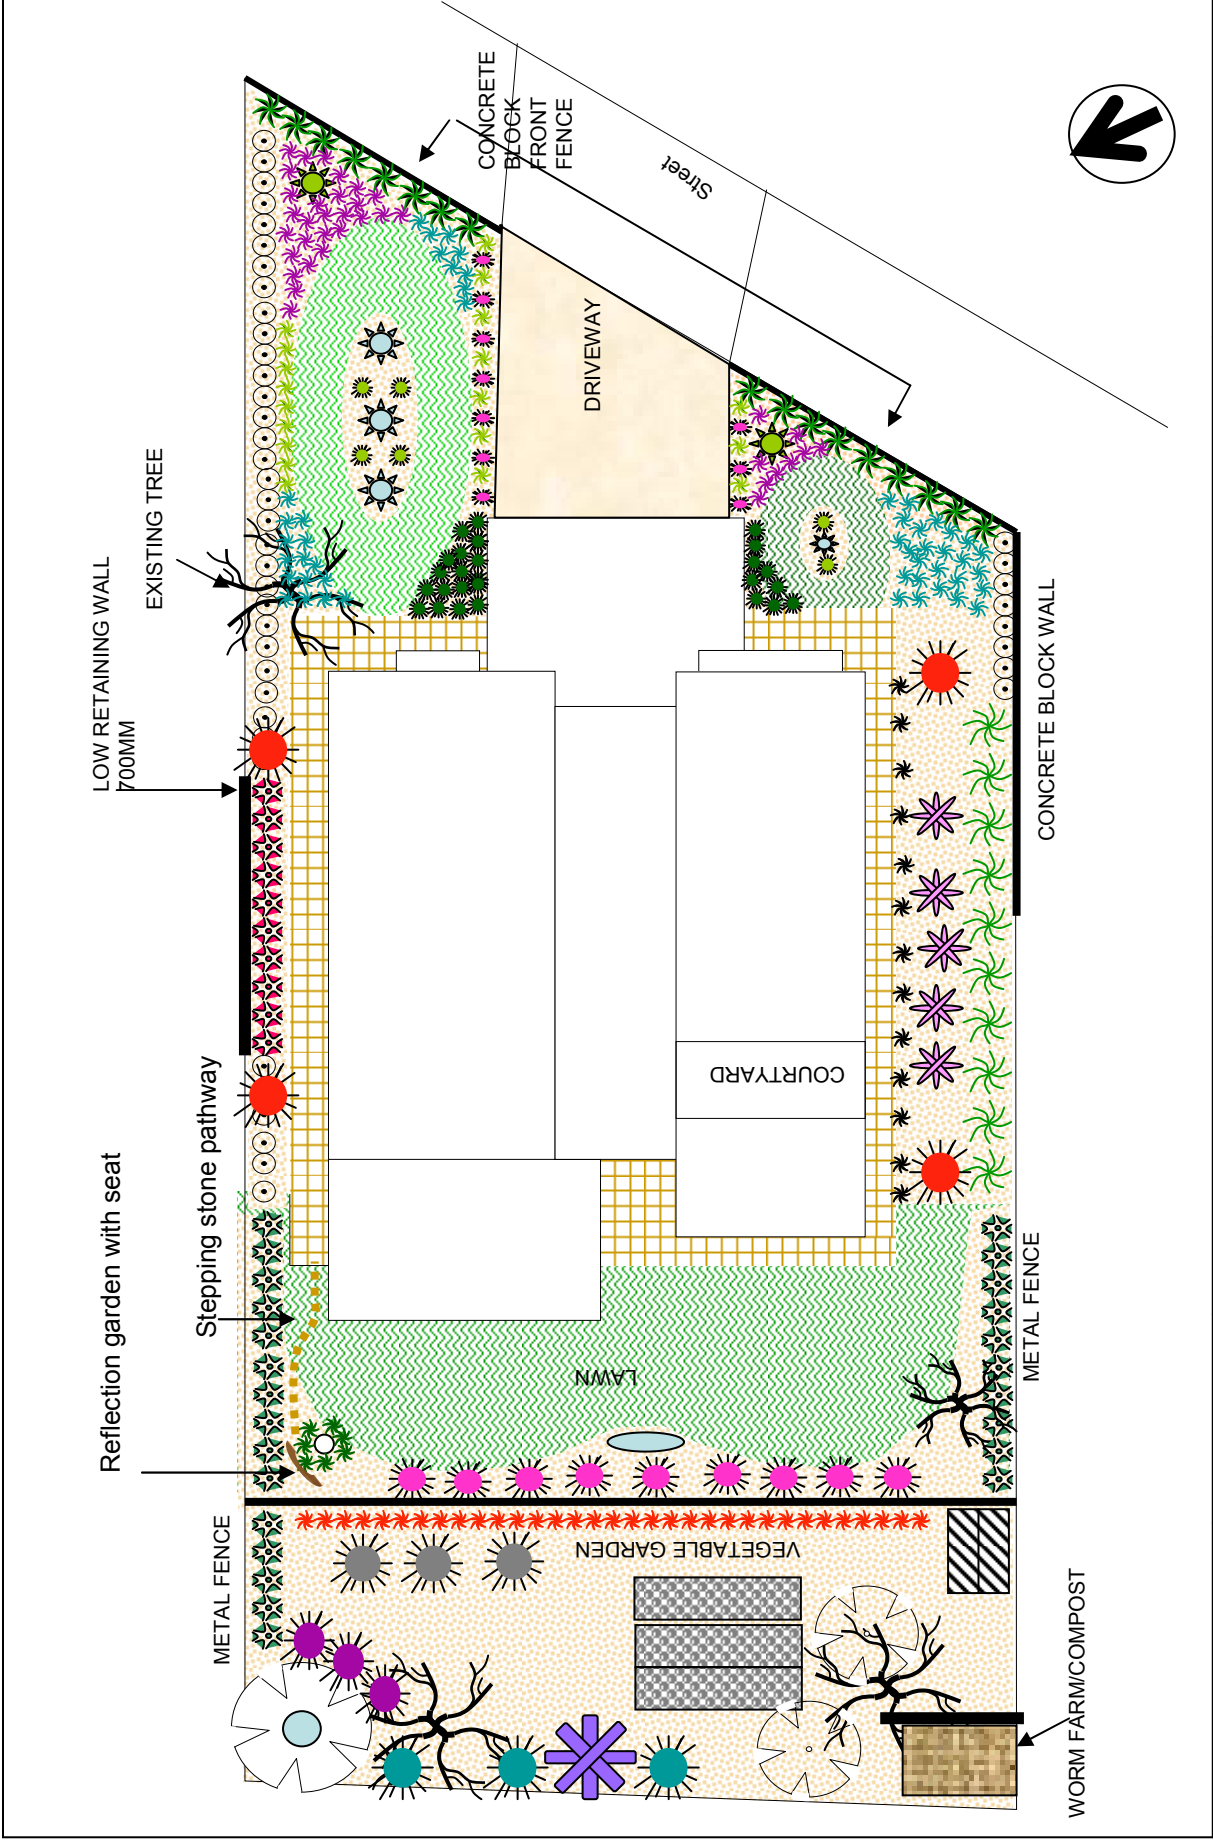 CONCRETE
BLOCK
FRONT
FENCE
Street
DRIVEWAY
EXISTING TREE
LOW RETAINING WALL
700MM
CONCRETE BLOCK WALL
COURTYARD
Stepping stone pathway
Reflection garden with seat
METAL FENCE
LAWN
METAL FENCE
VEGETABLE GARDEN
WORM FARM/COMPOST